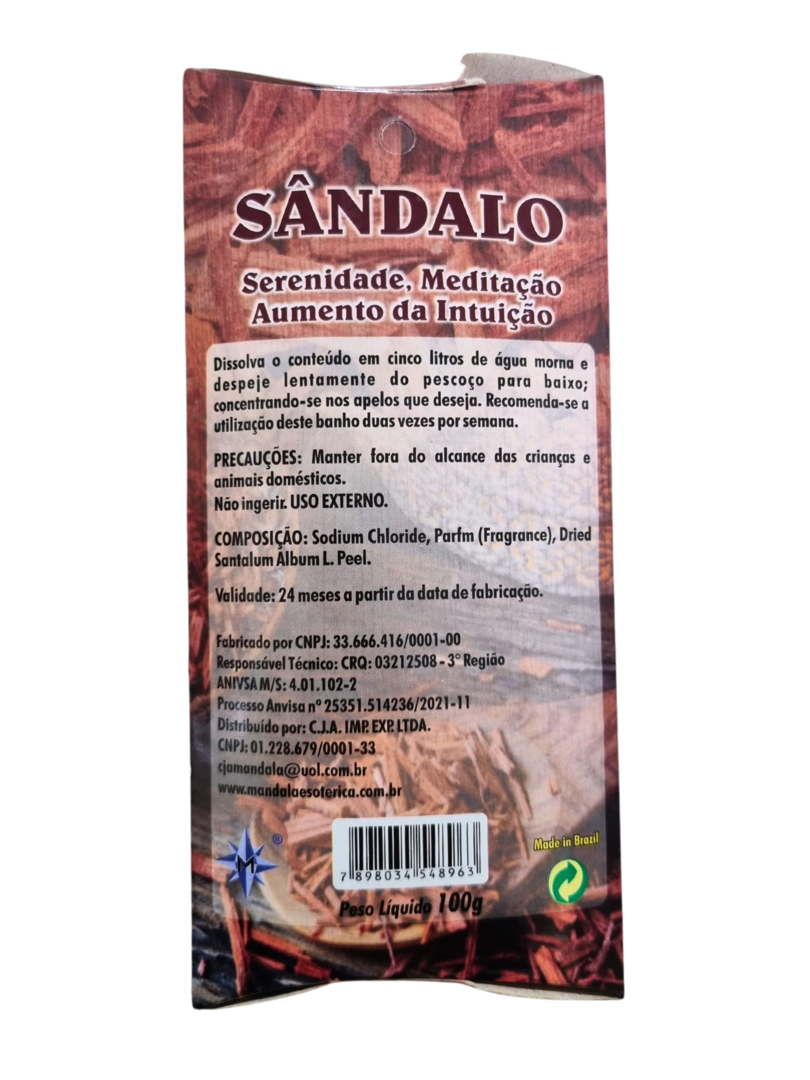 SÂNDALO
Serenidade, Meditação
Aumento da Intuição
Dissolva o conteúdo em cinco litros de água morna e
despeje lentamente do pescoço para baixo;
concentrando-se nos apelos que deseja. Recomenda-se a
utilização deste banho duas vezes por semana.
PRECAUÇÕES: Manter fora do alcance das crianças e
animais domésticos.
Não ingerir. USO EXTERNO.
COMPOSIÇÃO: Sodium Chloride, Parfm (Fragrance), Dried
Santalum Album L. Peel.
Validade: 24 meses a partir da data de fabricação.
Fabricado por CNPJ: 33.666.416/0001-00
Responsável Técnico: CRQ: 03212508 - 3° Região
ANIVSA M/S: 4.01.102-2
Processo Anvisa nº 25351.514236/2021-11
Distribuído por: C.J.A. IMP. EXP. LTDA.
CNPJ: 01.228.679/0001-33
cjamandala@uol.com.br
www.mandalaesoterica.com.br
M ®
7 898034 548963
Made in Brazil
Peso Líquido 100g